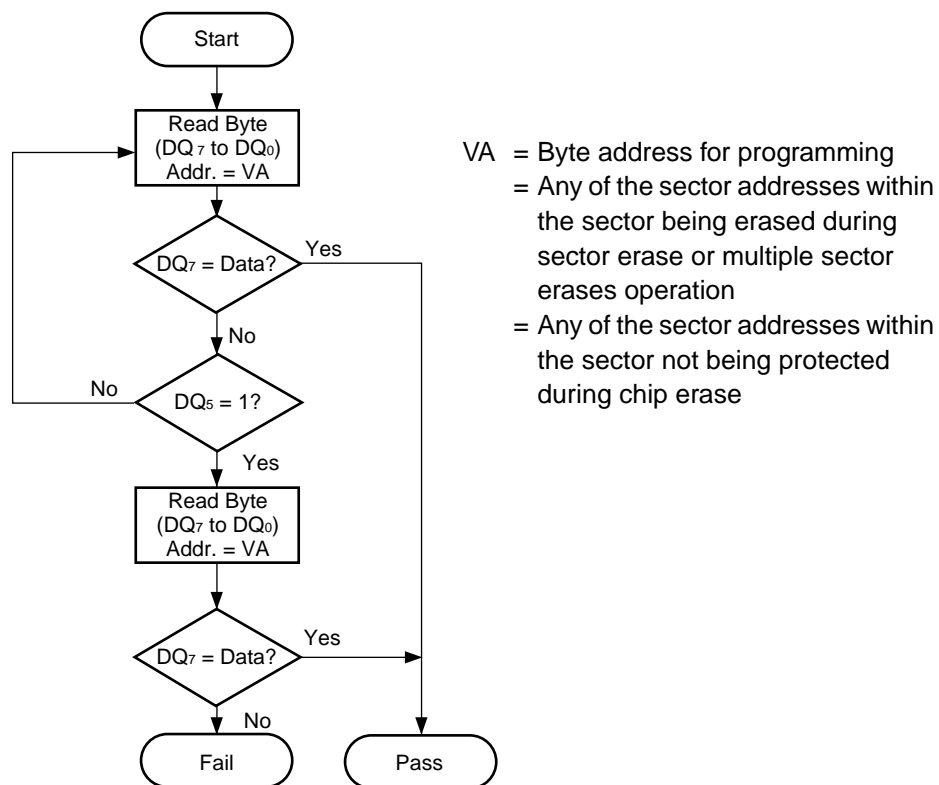 Start
Read Byte
(DQ7 to DQ0)
Addr. = VA
DQ7 = Data?
Yes
No
DQ5 = 1?
No
Yes
Read Byte
(DQ7 to DQ0)
Addr. = VA
DQ7 = Data?
Yes
No
Fail
Pass
VA = Byte address for programming
= Any of the sector addresses within
the sector being erased during
sector erase or multiple sector
erases operation
= Any of the sector addresses within
the sector not being protected
during chip erase